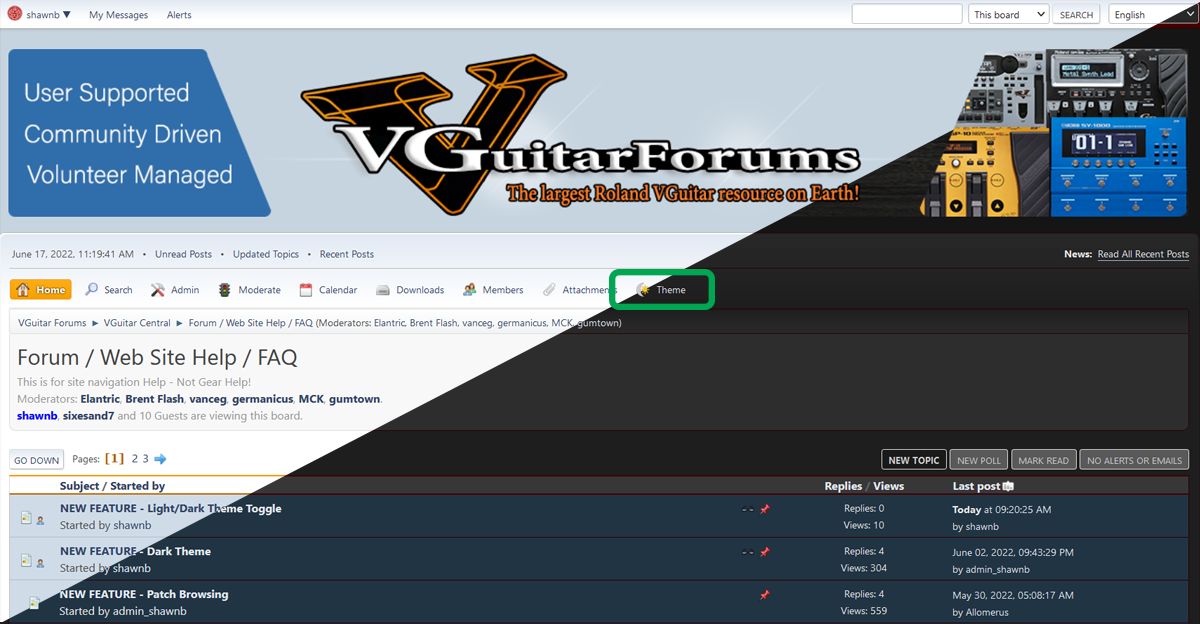 shawnb ▼ My Messages Alerts This board SEARCH English
User Supported
Community Driven
Volunteer Managed
VGuitarForums
The largest Roland VGuitar resource on Earth!
Metal Synth Lead
01-1
June 17, 2022, 11:19:41 AM • Unread Posts • Updated Topics • Recent Posts News: Read All Recent Posts
Home Search Admin Moderate Calendar Downloads Members Attachments Theme
VGuitar Forums ► VGuitar Central ► Forum / Web Site Help / FAQ (Moderators: Elantric, Brent Flash, vanceg, germanicus, MCK, gumtown)
Forum / Web Site Help / FAQ
This is for site navigation Help - Not Gear Help!
Moderators: Elantric, Brent Flash, vanceg, germanicus, MCK, gumtown.
shawnb, sixesand7 and 10 Guests are viewing this board.
GO DOWN Pages: [1] 2 3 NEW TOPIC NEW POLL MARK READ NO ALERTS OR EMAILS
Subject / Started by Replies / Views Last post
NEW FEATURE - Light/Dark Theme Toggle Replies: 0 Today at 09:20:25 AM
Started by shawnb Views: 10 by shawnb
NEW FEATURE - Dark Theme Replies: 4 June 02, 2022, 09:43:29 PM
Started by shawnb Views: 304 by admin_shawnb
NEW FEATURE - Patch Browsing Replies: 4 May 30, 2022, 05:08:17 AM
Started by admin_shawnb Views: 559 by Allomerus